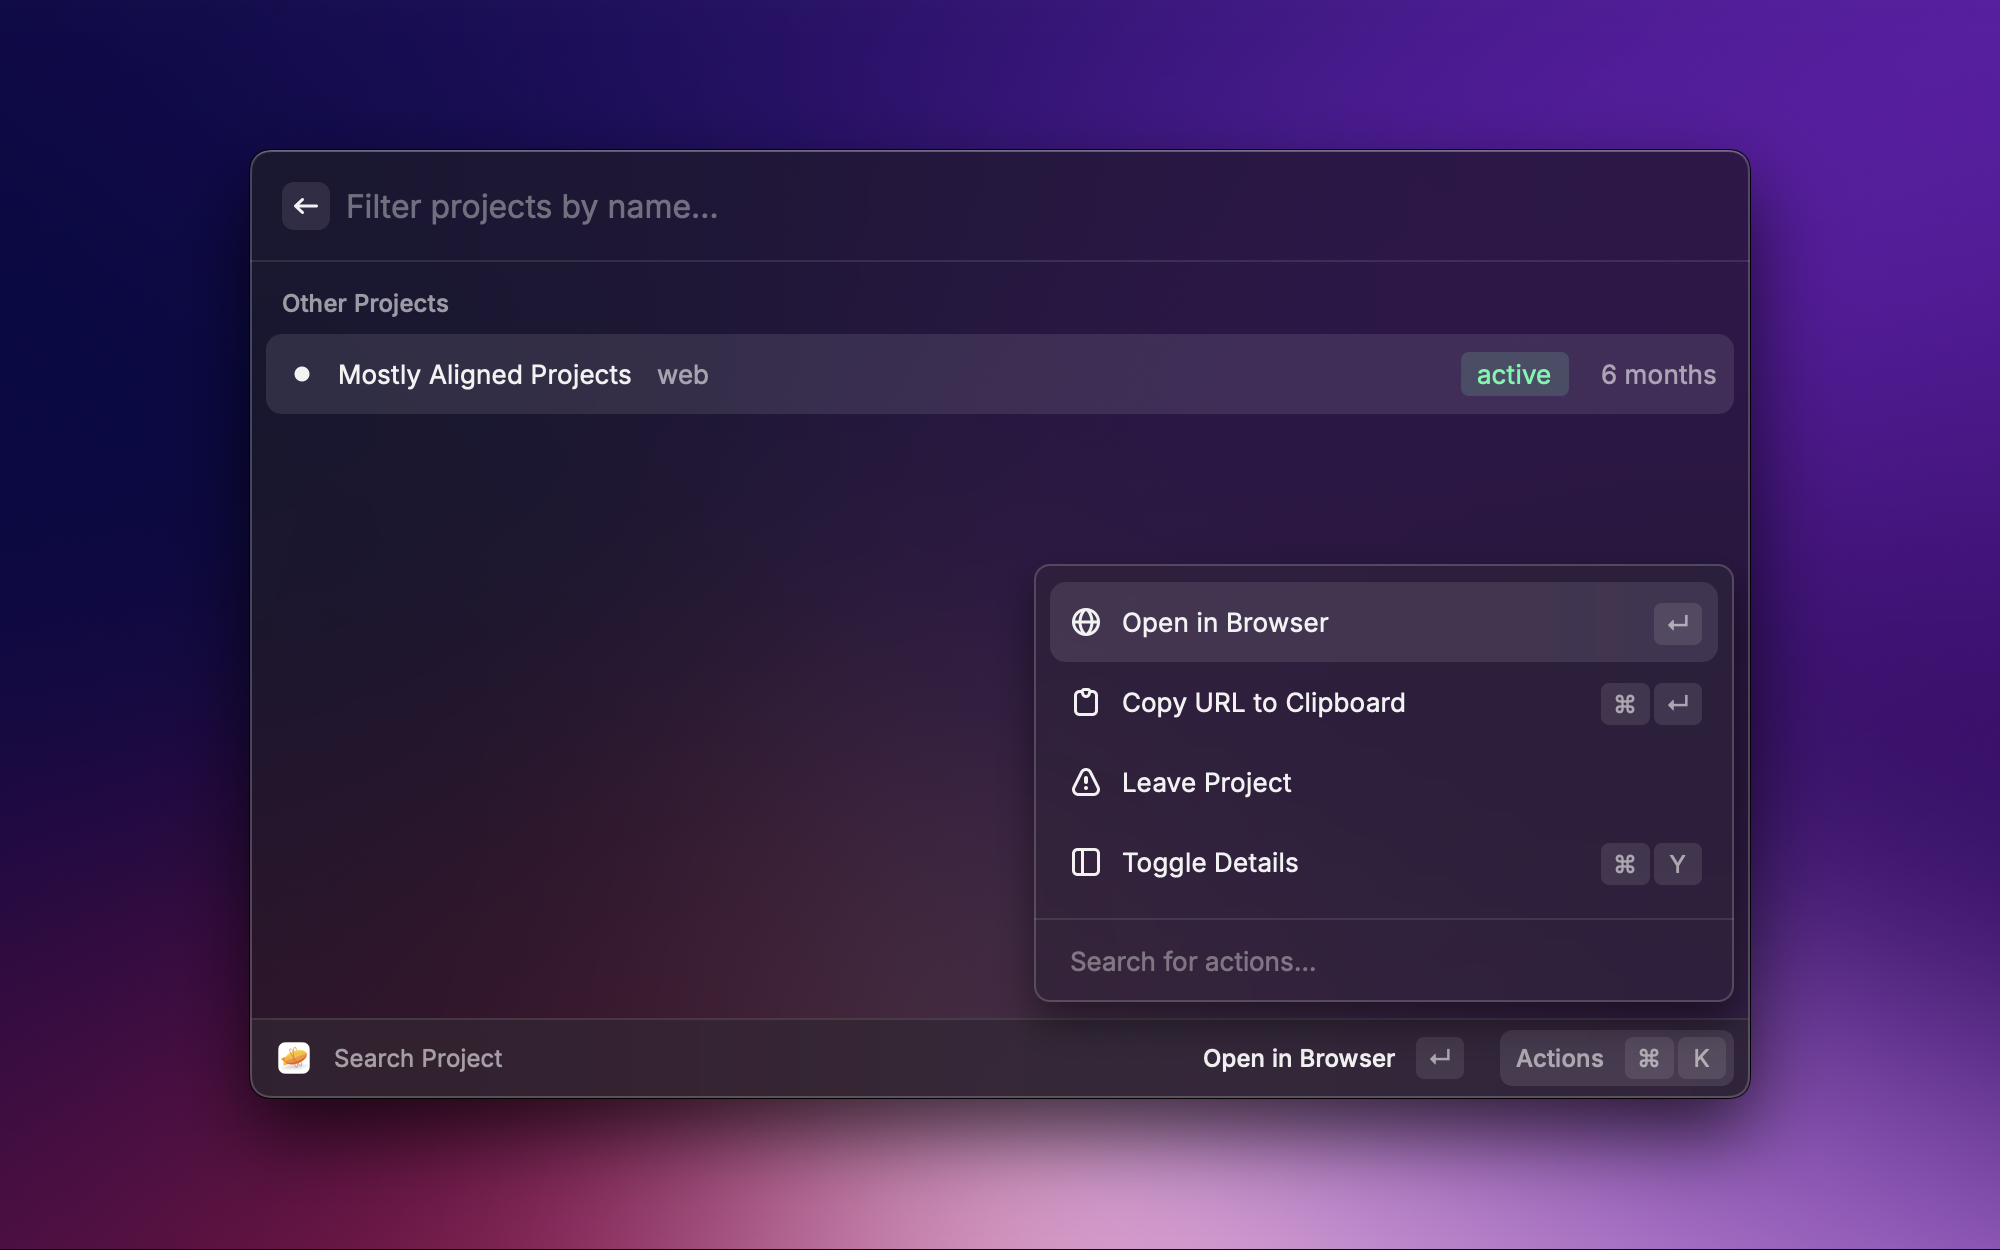 Filter projects by name...
Other Projects
Mostly Aligned Projects web active 6 months
Open in Browser ↵
Copy URL to Clipboard ⌘ ↵
Leave Project
Toggle Details ⌘ Y
Search for actions...
Search Project Open in Browser ↵ Actions ⌘ K